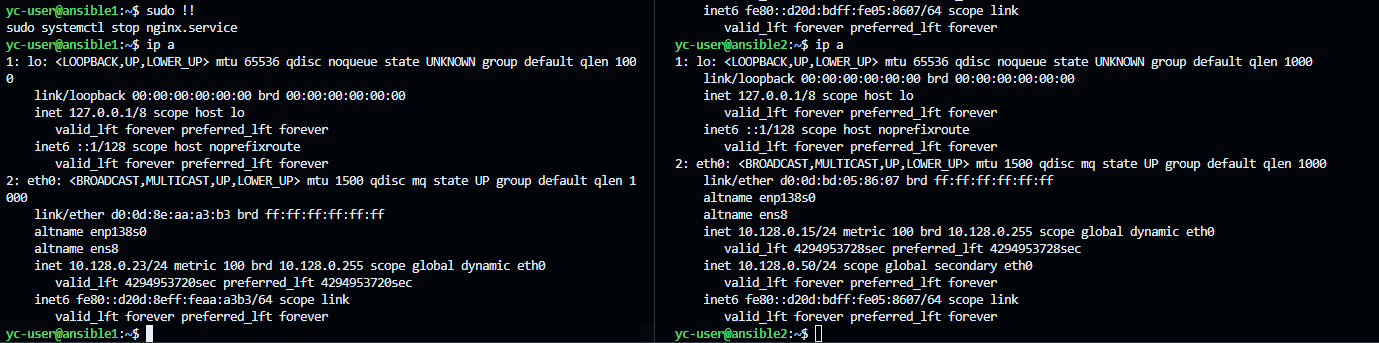 yc-user@ansible1:~$ sudo !!
sudo systemctl stop nginx.service
yc-user@ansible1:~$ ip a
1: lo: <LOOPBACK,UP,LOWER_UP> mtu 65536 qdisc noqueue state UNKNOWN group default qlen 100
0
    link/loopback 00:00:00:00:00:00 brd 00:00:00:00:00:00
    inet 127.0.0.1/8 scope host lo
       valid_lft forever preferred_lft forever
    inet6 ::1/128 scope host noprefixroute
       valid_lft forever preferred_lft forever
2: eth0: <BROADCAST,MULTICAST,UP,LOWER_UP> mtu 1500 qdisc mq state UP group default qlen 1
000
    link/ether d0:0d:8e:aa:a3:b3 brd ff:ff:ff:ff:ff:ff
    altname enp138s0
    altname ens8
    inet 10.128.0.23/24 metric 100 brd 10.128.0.255 scope global dynamic eth0
       valid_lft 4294953720sec preferred_lft 4294953720sec
    inet6 fe80::d20d:8eff:feaa:a3b3/64 scope link
       valid_lft forever preferred_lft forever
yc-user@ansible1:~$
    inet6 fe80::d20d:bdff:fe05:8607/64 scope link
       valid_lft forever preferred_lft forever
yc-user@ansible2:~$ ip a
1: lo: <LOOPBACK,UP,LOWER_UP> mtu 65536 qdisc noqueue state UNKNOWN group default qlen 1000
    link/loopback 00:00:00:00:00:00 brd 00:00:00:00:00:00
    inet 127.0.0.1/8 scope host lo
       valid_lft forever preferred_lft forever
    inet6 ::1/128 scope host noprefixroute
       valid_lft forever preferred_lft forever
2: eth0: <BROADCAST,MULTICAST,UP,LOWER_UP> mtu 1500 qdisc mq state UP group default qlen 1000
    link/ether d0:0d:bd:05:86:07 brd ff:ff:ff:ff:ff:ff
    altname enp138s0
    altname ens8
    inet 10.128.0.15/24 metric 100 brd 10.128.0.255 scope global dynamic eth0
       valid_lft 4294953728sec preferred_lft 4294953728sec
    inet 10.128.0.50/24 scope global secondary eth0
       valid_lft forever preferred_lft forever
    inet6 fe80::d20d:bdff:fe05:8607/64 scope link
       valid_lft forever preferred_lft forever
yc-user@ansible2:~$